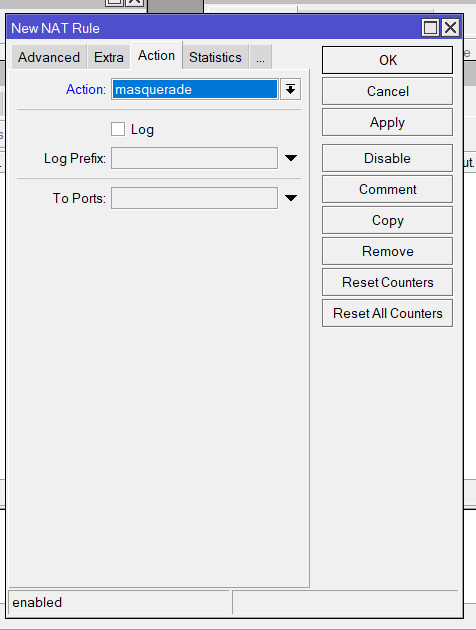 New NAT Rule
Advanced Extra Action Statistics ...
Action: masquerade
Log
Log Prefix:
To Ports:
OK
Cancel
Apply
Disable
Comment
Copy
Remove
Reset Counters
Reset All Counters
enabled